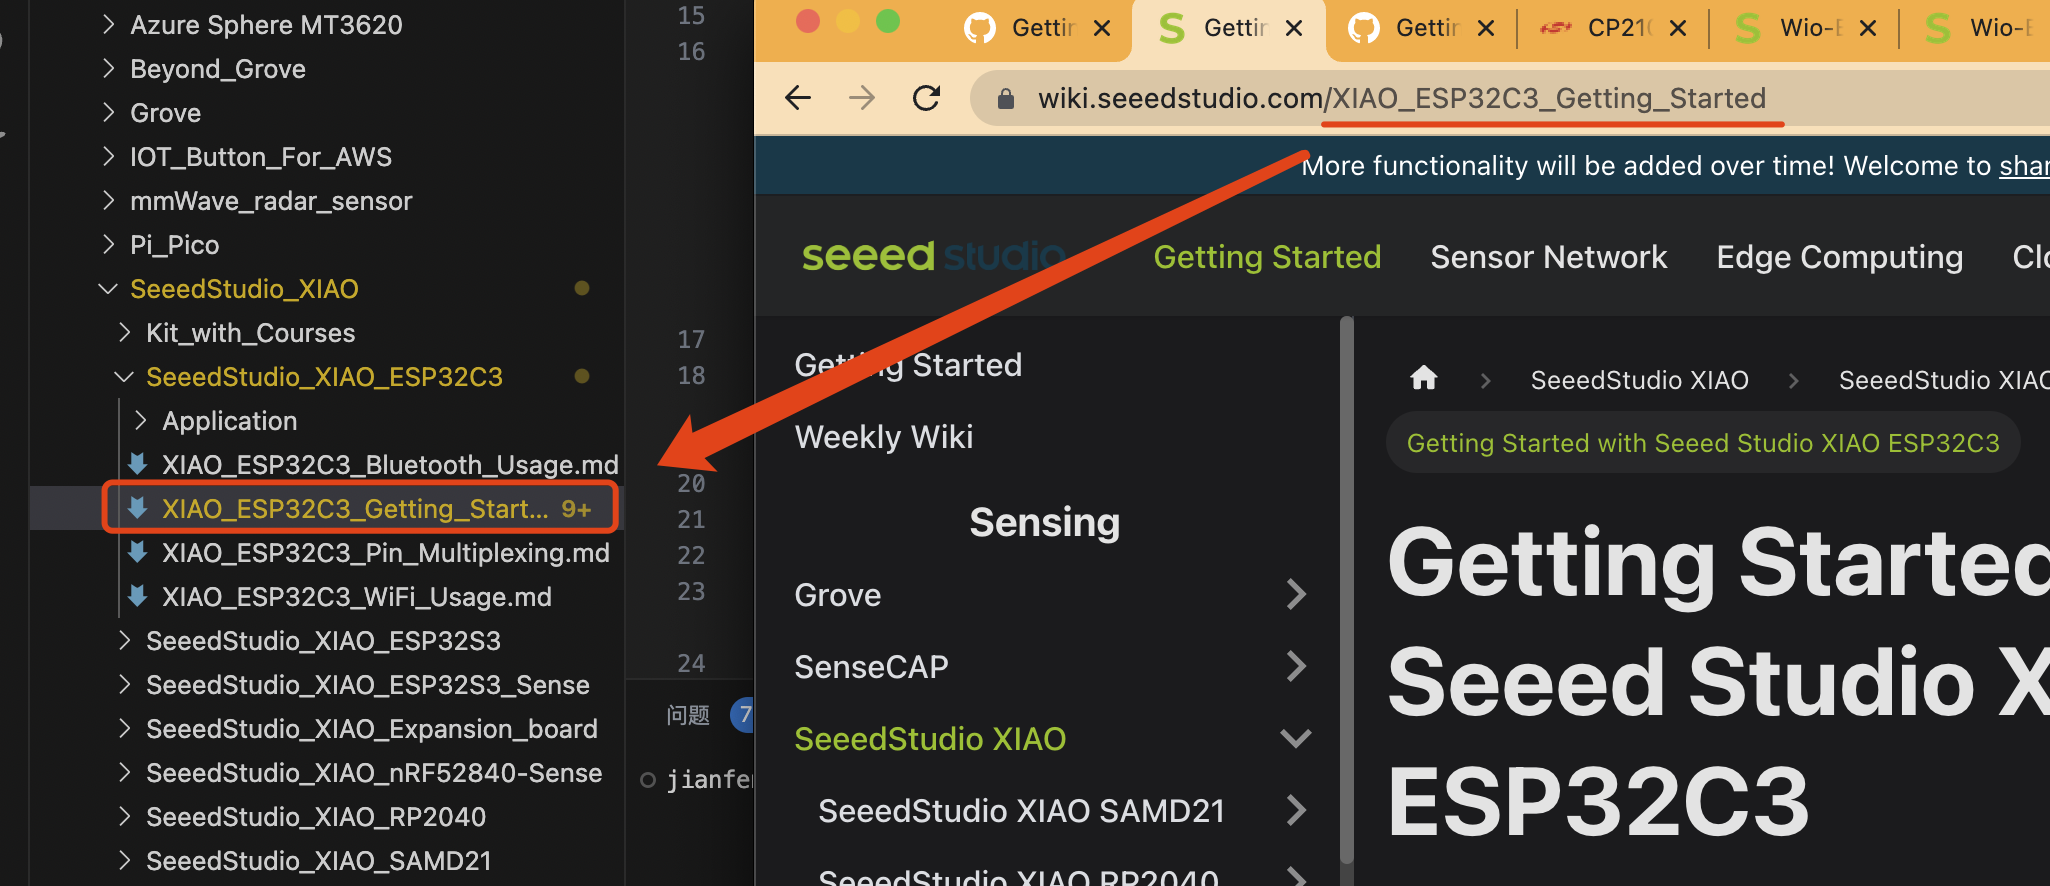 Azure Sphere MT3620
Beyond_Grove
Grove
IOT_Button_For_AWS
mmWave_radar_sensor
Pi_Pico
SeeedStudio_XIAO
Kit_with_Courses
SeeedStudio_XIAO_ESP32C3
Application
XIAO_ESP32C3_Bluetooth_Usage.md
XIAO_ESP32C3_Getting_Start... 9+
XIAO_ESP32C3_Pin_Multiplexing.md
XIAO_ESP32C3_WiFi_Usage.md
SeeedStudio_XIAO_ESP32S3
SeeedStudio_XIAO_ESP32S3_Sense
SeeedStudio_XIAO_Expansion_board
SeeedStudio_XIAO_nRF52840-Sense
SeeedStudio_XIAO_RP2040
SeeedStudio_XIAO_SAMD21
15
16
17
18
20
21
22
23
24
问题 7
jianfe
Gettin Gettin Gettin CP210 Wio-E Wio-E
wiki.seeedstudio.com/XIAO_ESP32C3_Getting_Started
More functionality will be added over time! Welcome to shar
seeed studio Getting Started Sensor Network Edge Computing Clo
Getting Started
Weekly Wiki
Sensing
Grove
SenseCAP
SeeedStudio XIAO
SeeedStudio XIAO SAMD21
SeeedStudio XIAO RP2040
SeeedStudio XIAO SeeedStudio XIAO
Getting Started with Seeed Studio XIAO ESP32C3
Getting Started
Seeed Studio X
ESP32C3